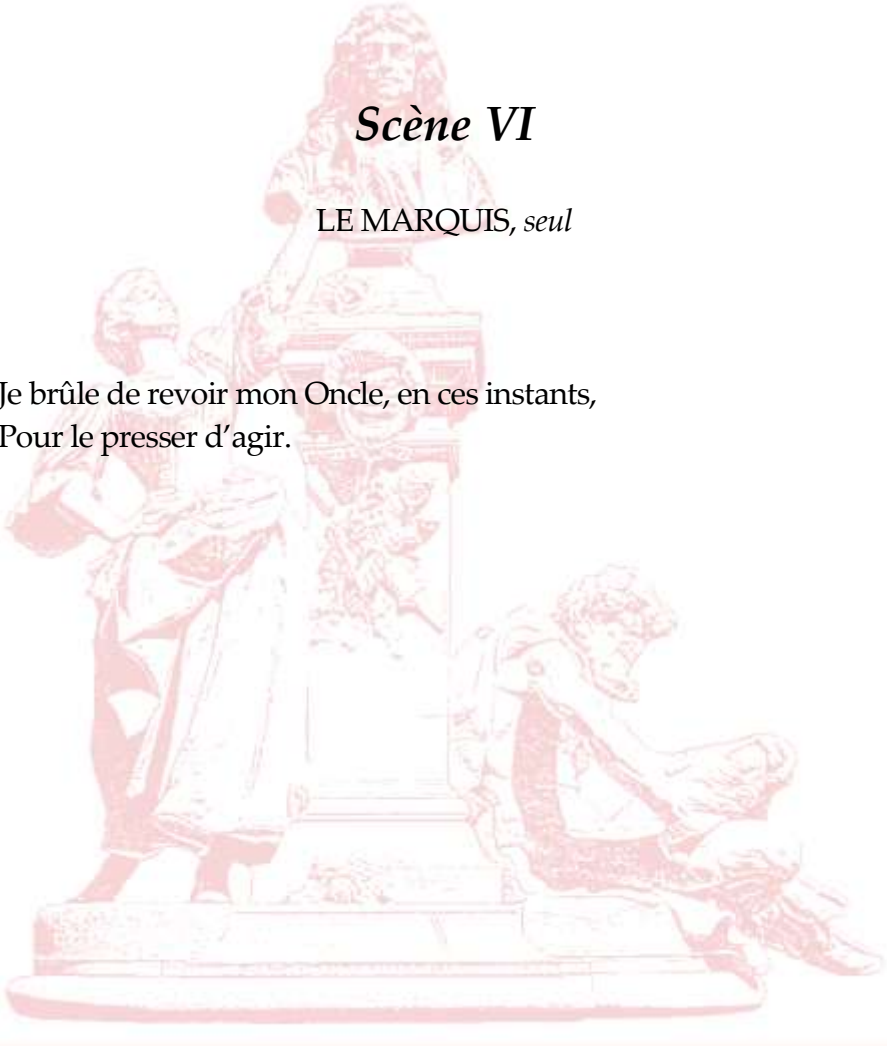 Scène VI
LE MARQUIS, seul
Je brûle de revoir mon Oncle, en ces instants,
Pour le presser d’agir.